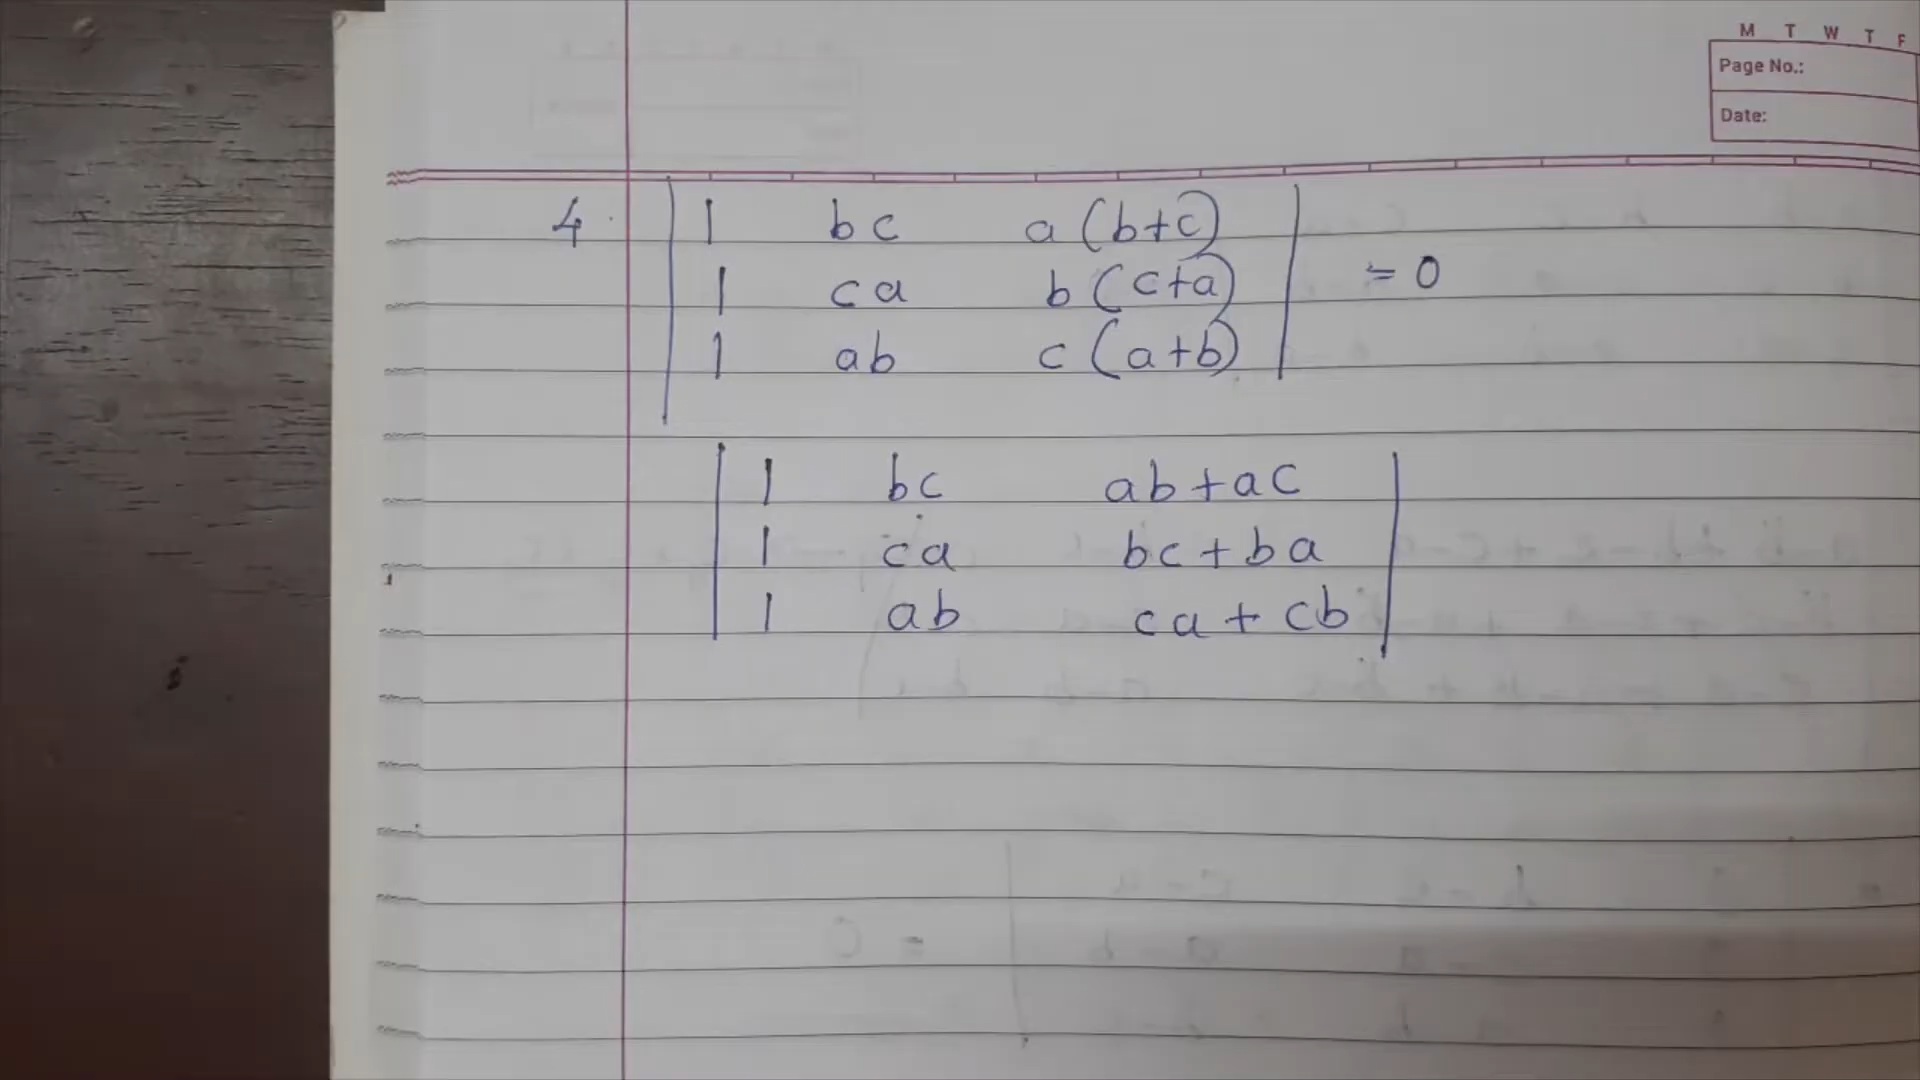 M T W T F
Page No.:
Date:
4. | 1 bc a(b+c) |
| 1 ca b(c+a) | = 0
| 1 ab c(a+b) |
| 1 bc ab+ac |
| 1 ca bc+ba |
| 1 ab ca+cb |